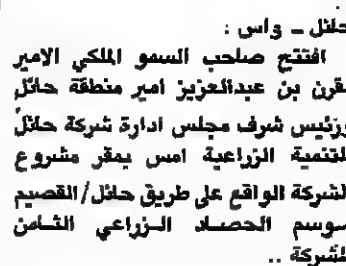 حائل - واس :
افتتح صاحب السمو الملكي الامير
مقرن بن عبدالعزيز امير منطقة حائل
ورئيس شرف مجلس ادارة شركة حائل
للتنمية الزراعية امس بمقر مشروع
الشركة الواقع على طريق حائل/القصيم
موسم الحصاد الزراعي الثامن
للشركة ..